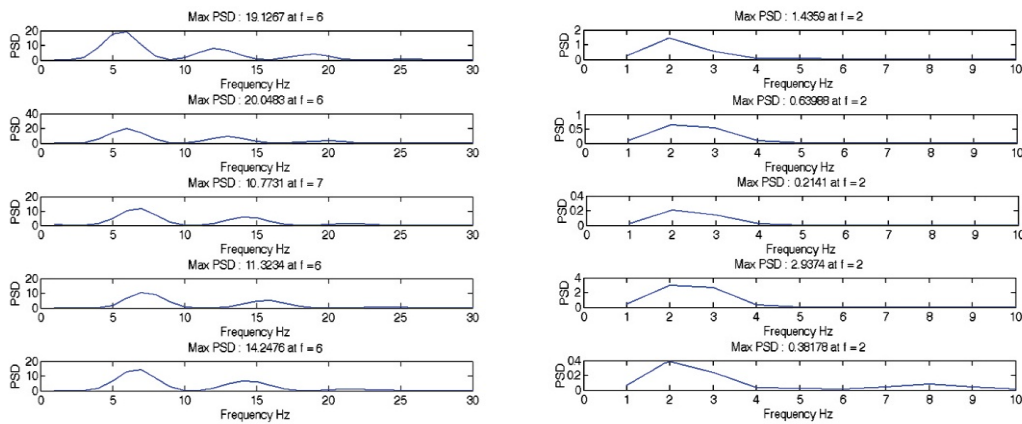 Max PSD : 19.1267 at f = 6
PSD
20
10
0
0 5 10 15 20 25 30
Frequency Hz
Max PSD : 20.0483 at f = 6
PSD
40
20
0
0 5 10 15 20 25 30
Frequency Hz
Max PSD : 10.7731 at f = 7
PSD
20
10
0
0 5 10 15 20 25 30
Frequency Hz
Max PSD : 11.3234 at f = 6
PSD
20
10
0
0 5 10 15 20 25 30
Frequency Hz
Max PSD : 14.2476 at f = 6
PSD
20
10
0
0 5 10 15 20 25 30
Frequency Hz
Max PSD : 1.4359 at f = 2
PSD
2
1
0
0 1 2 3 4 5 6 7 8 9 10
Frequency Hz
Max PSD : 0.63988 at f = 2
PSD
1
0.5
0
0 1 2 3 4 5 6 7 8 9 10
Frequency Hz
Max PSD : 0.2141 at f = 2
PSD
0.4
0.2
0
0 1 2 3 4 5 6 7 8 9 10
Frequency Hz
Max PSD : 2.9374 at f = 2
PSD
4
2
0
0 1 2 3 4 5 6 7 8 9 10
Frequency Hz
Max PSD : 0.38178 at f = 2
PSD
0.4
0.2
0
0 1 2 3 4 5 6 7 8 9 10
Frequency Hz